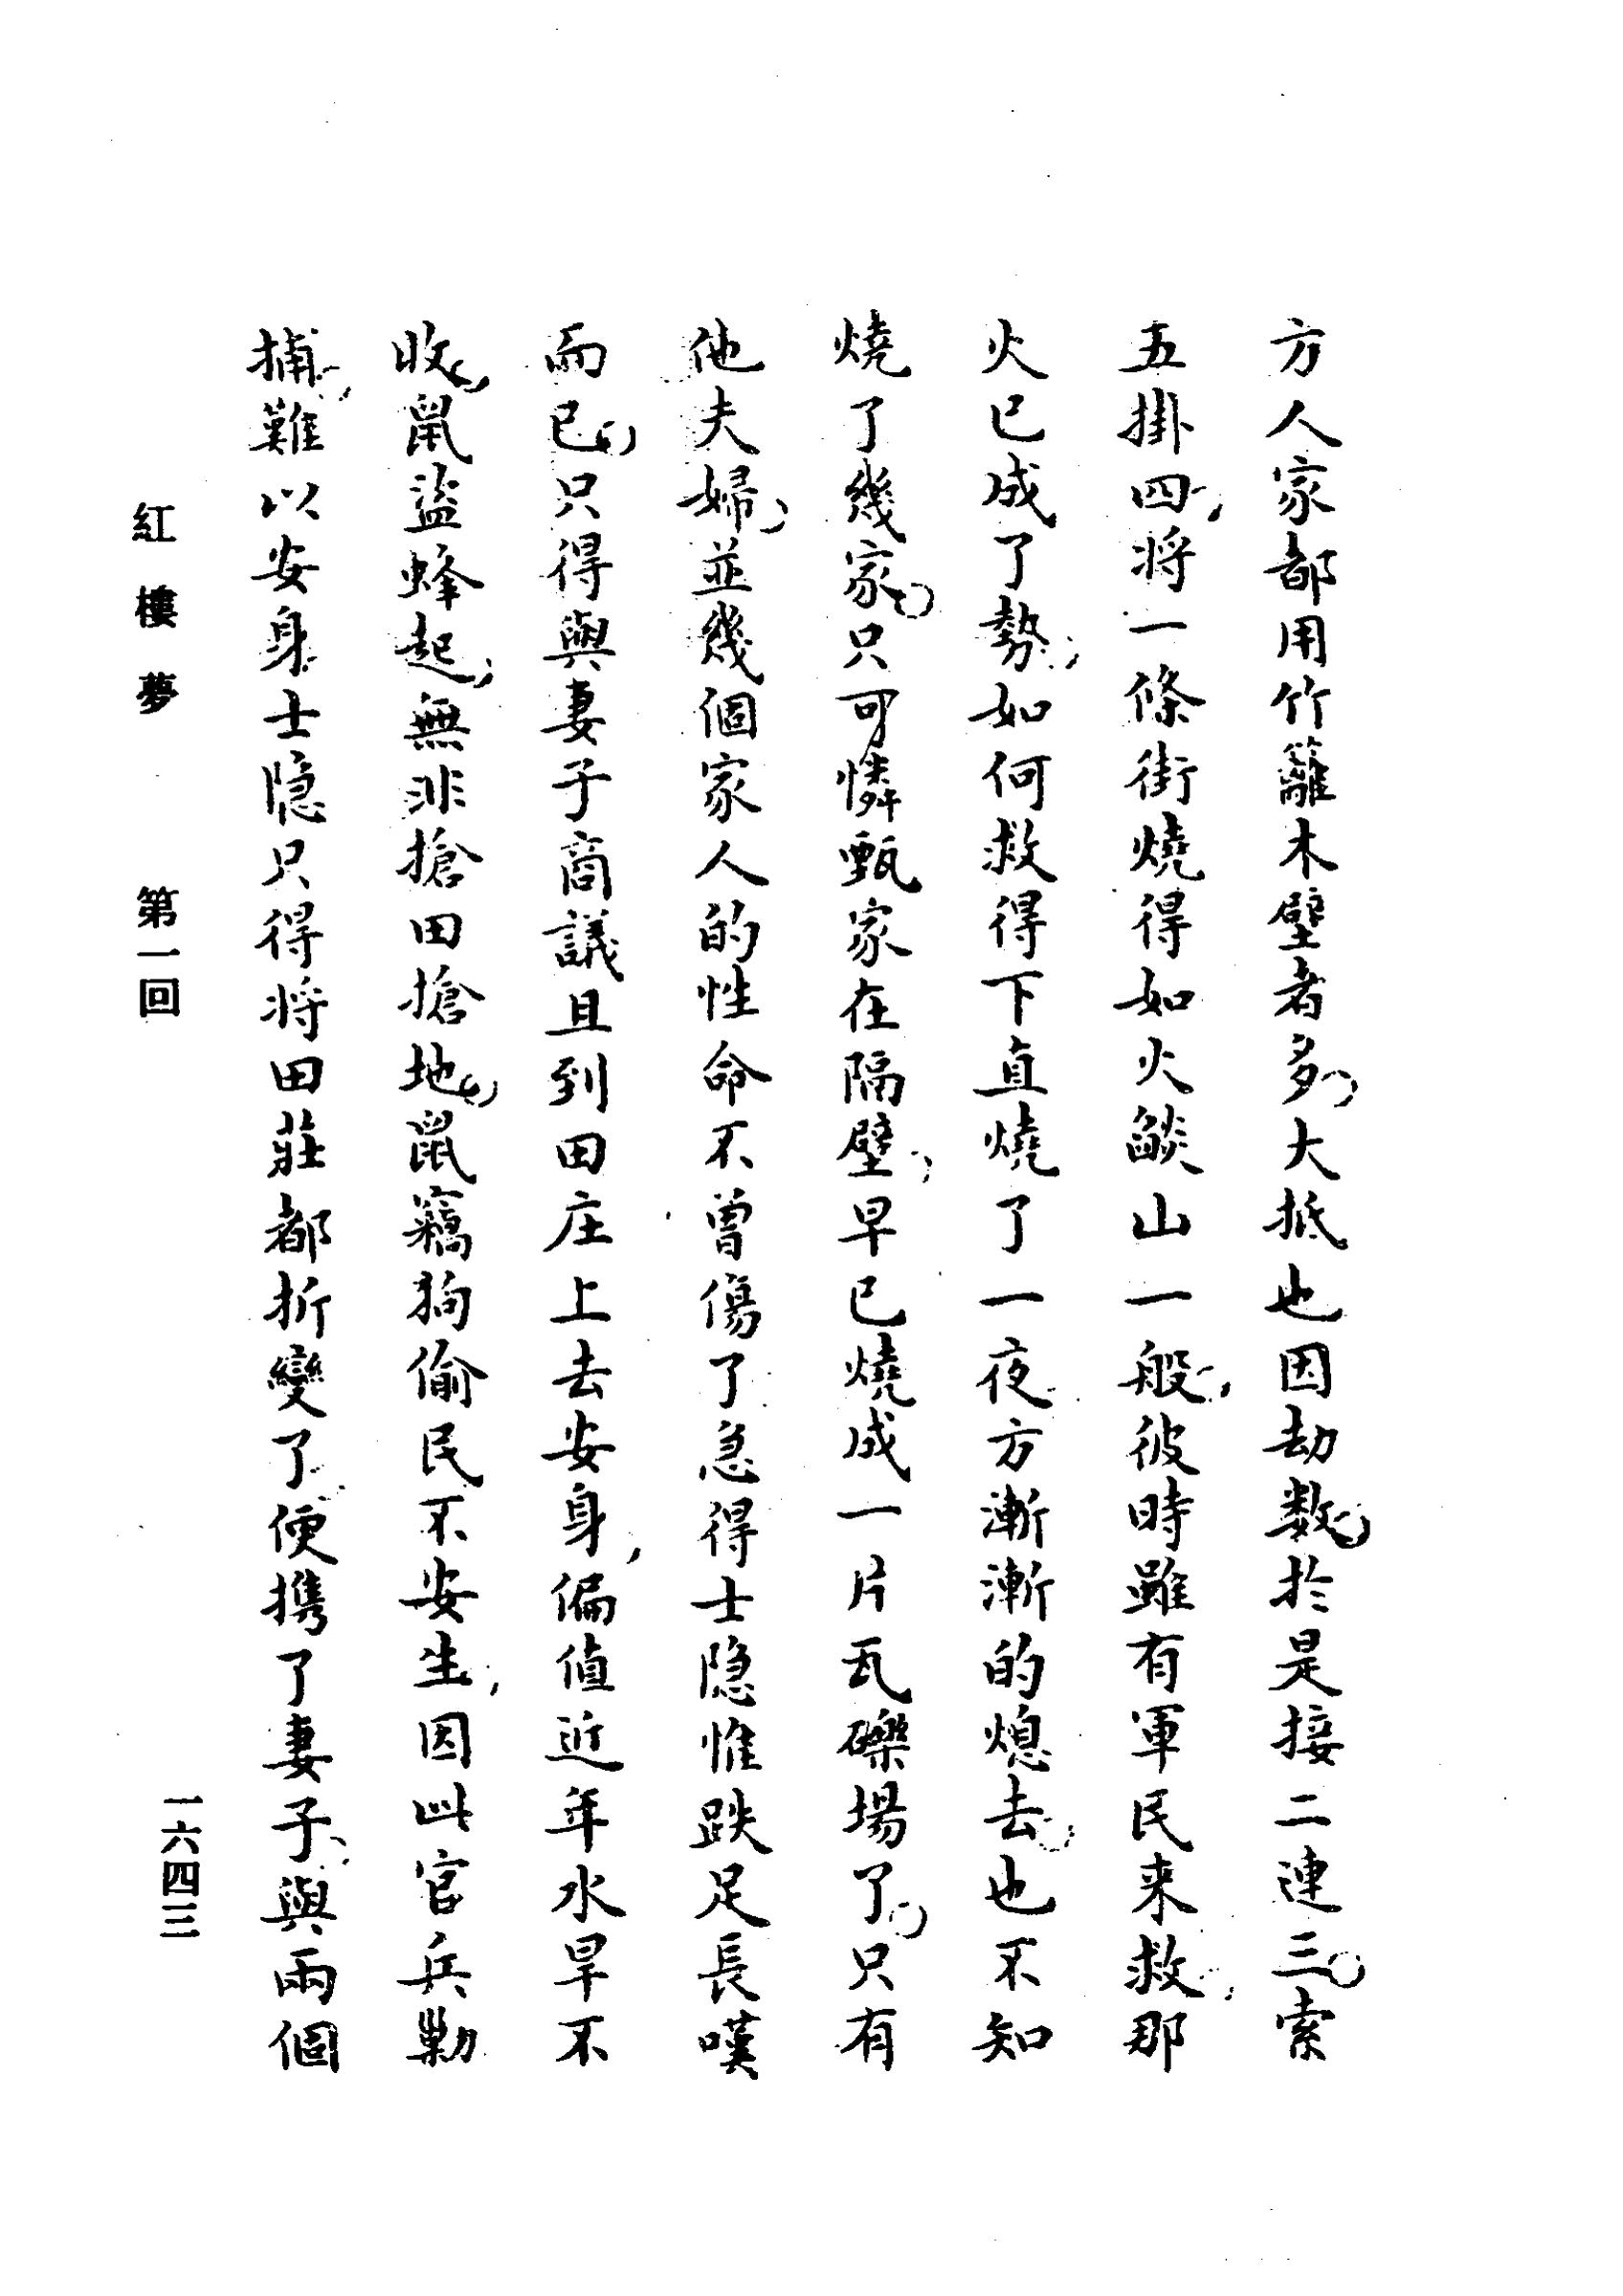 方人家都用竹籬木壁者多大抵也因劫数於是接二連三索
五掛四將一條街燒得如火燄山一般彼時雖有軍民来救那
火已成了勢如何救得下直燒了一夜方漸漸的熄去也不知
燒了幾家只可憐甄家在隔壁早已燒成一片瓦礫場了只有
他夫婦並幾個家人的性命不曾傷了急得士隐惟跌足長嘆
而已只得與妻子商議且到田庄上去安身偏值近年水旱不
收鼠盜蜂起無非搶田搶地鼠竊狗偷民不安生因此官兵勦
捕難以安身士隐只得將田莊都折變了便携了妻子與兩個
紅樓夢 第一回 一六四三